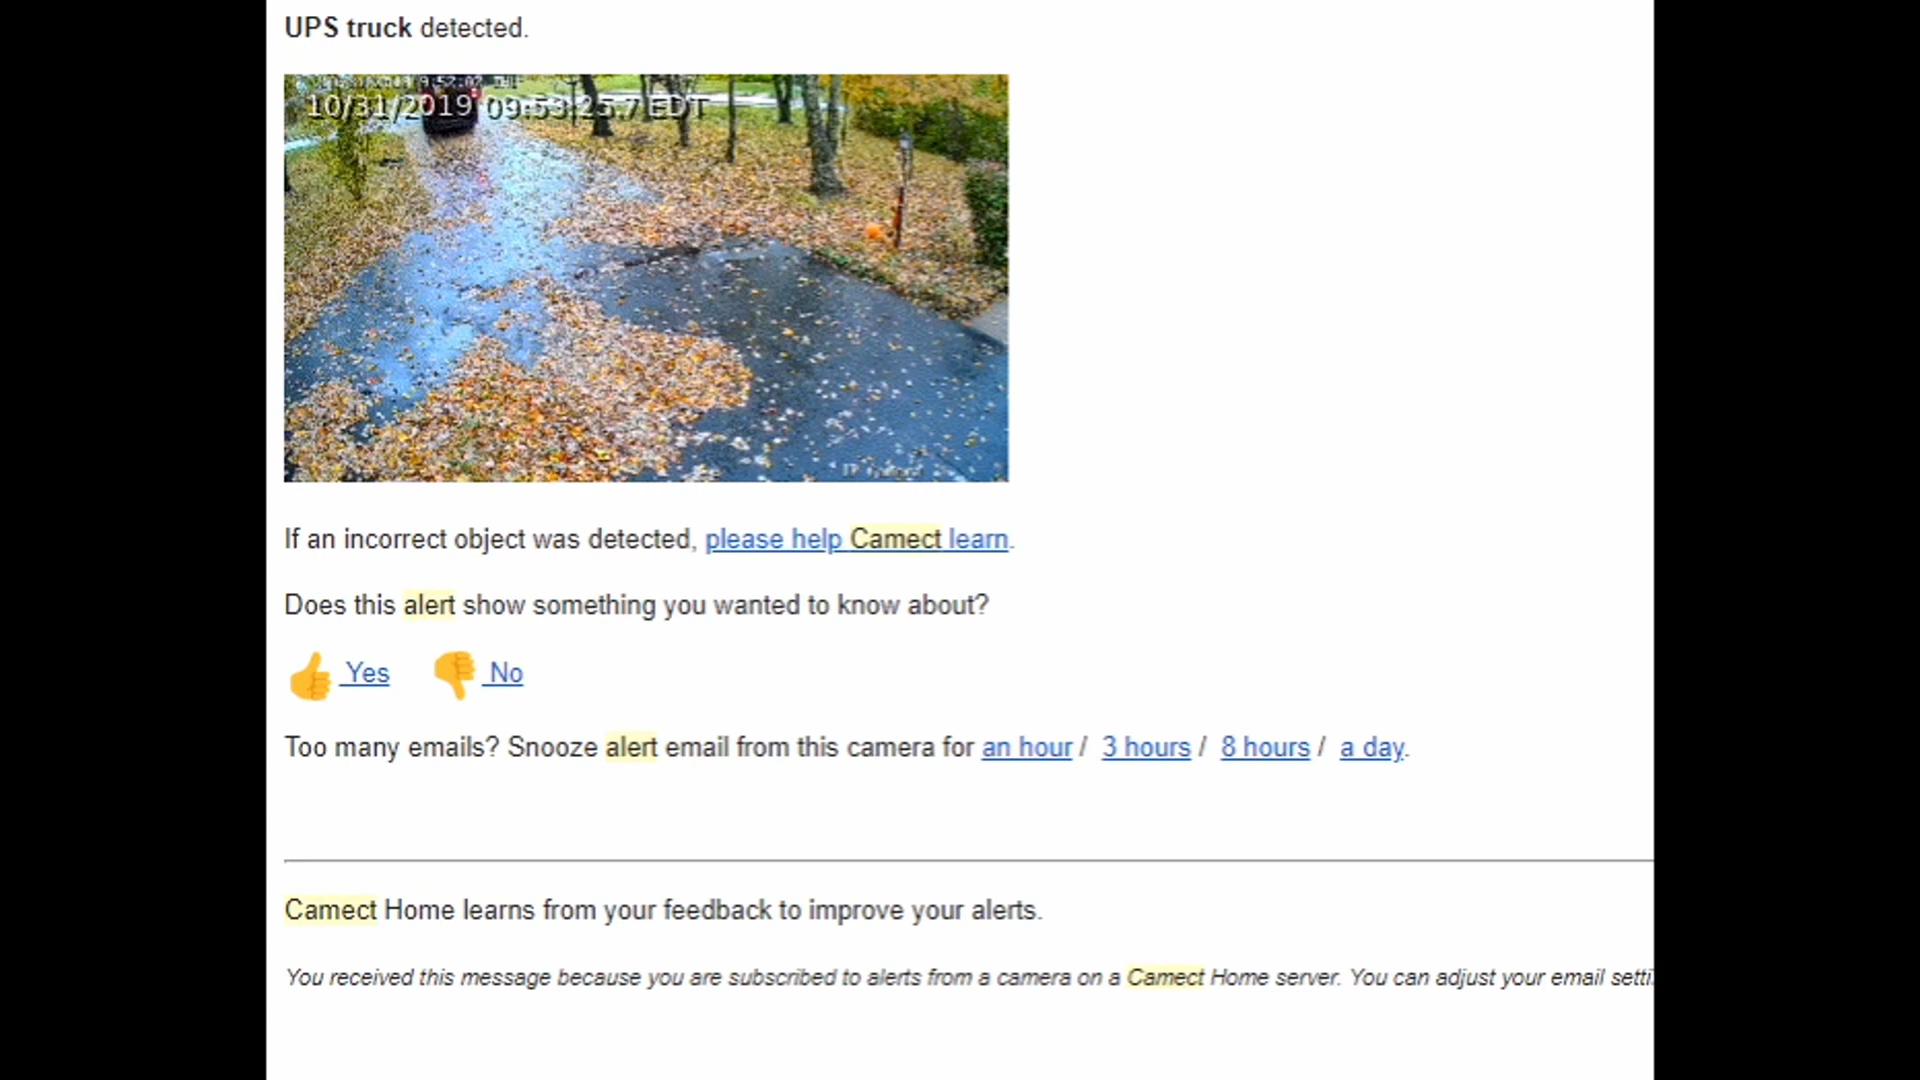 UPS truck detected.
10/31/2019 09:53:25.7 EDT
If an incorrect object was detected, please help Camect learn.
Does this alert show something you wanted to know about?
Yes No
Too many emails? Snooze alert email from this camera for an hour / 3 hours / 8 hours / a day.
Camect Home learns from your feedback to improve your alerts.
You received this message because you are subscribed to alerts from a camera on a Camect Home server. You can adjust your email setti